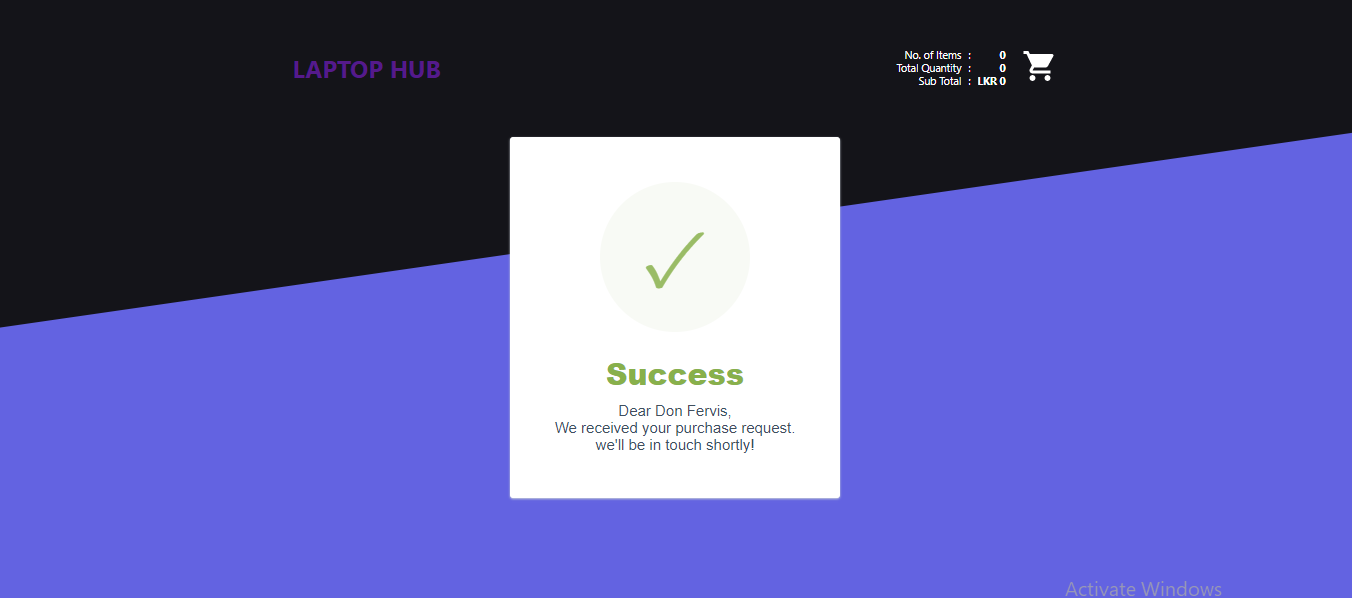 LAPTOP HUB
No. of Items : 0
Total Quantity : 0
Sub Total : LKR 0
Success
Dear Don Fervis,
We received your purchase request.
we'll be in touch shortly!
Activate Windows